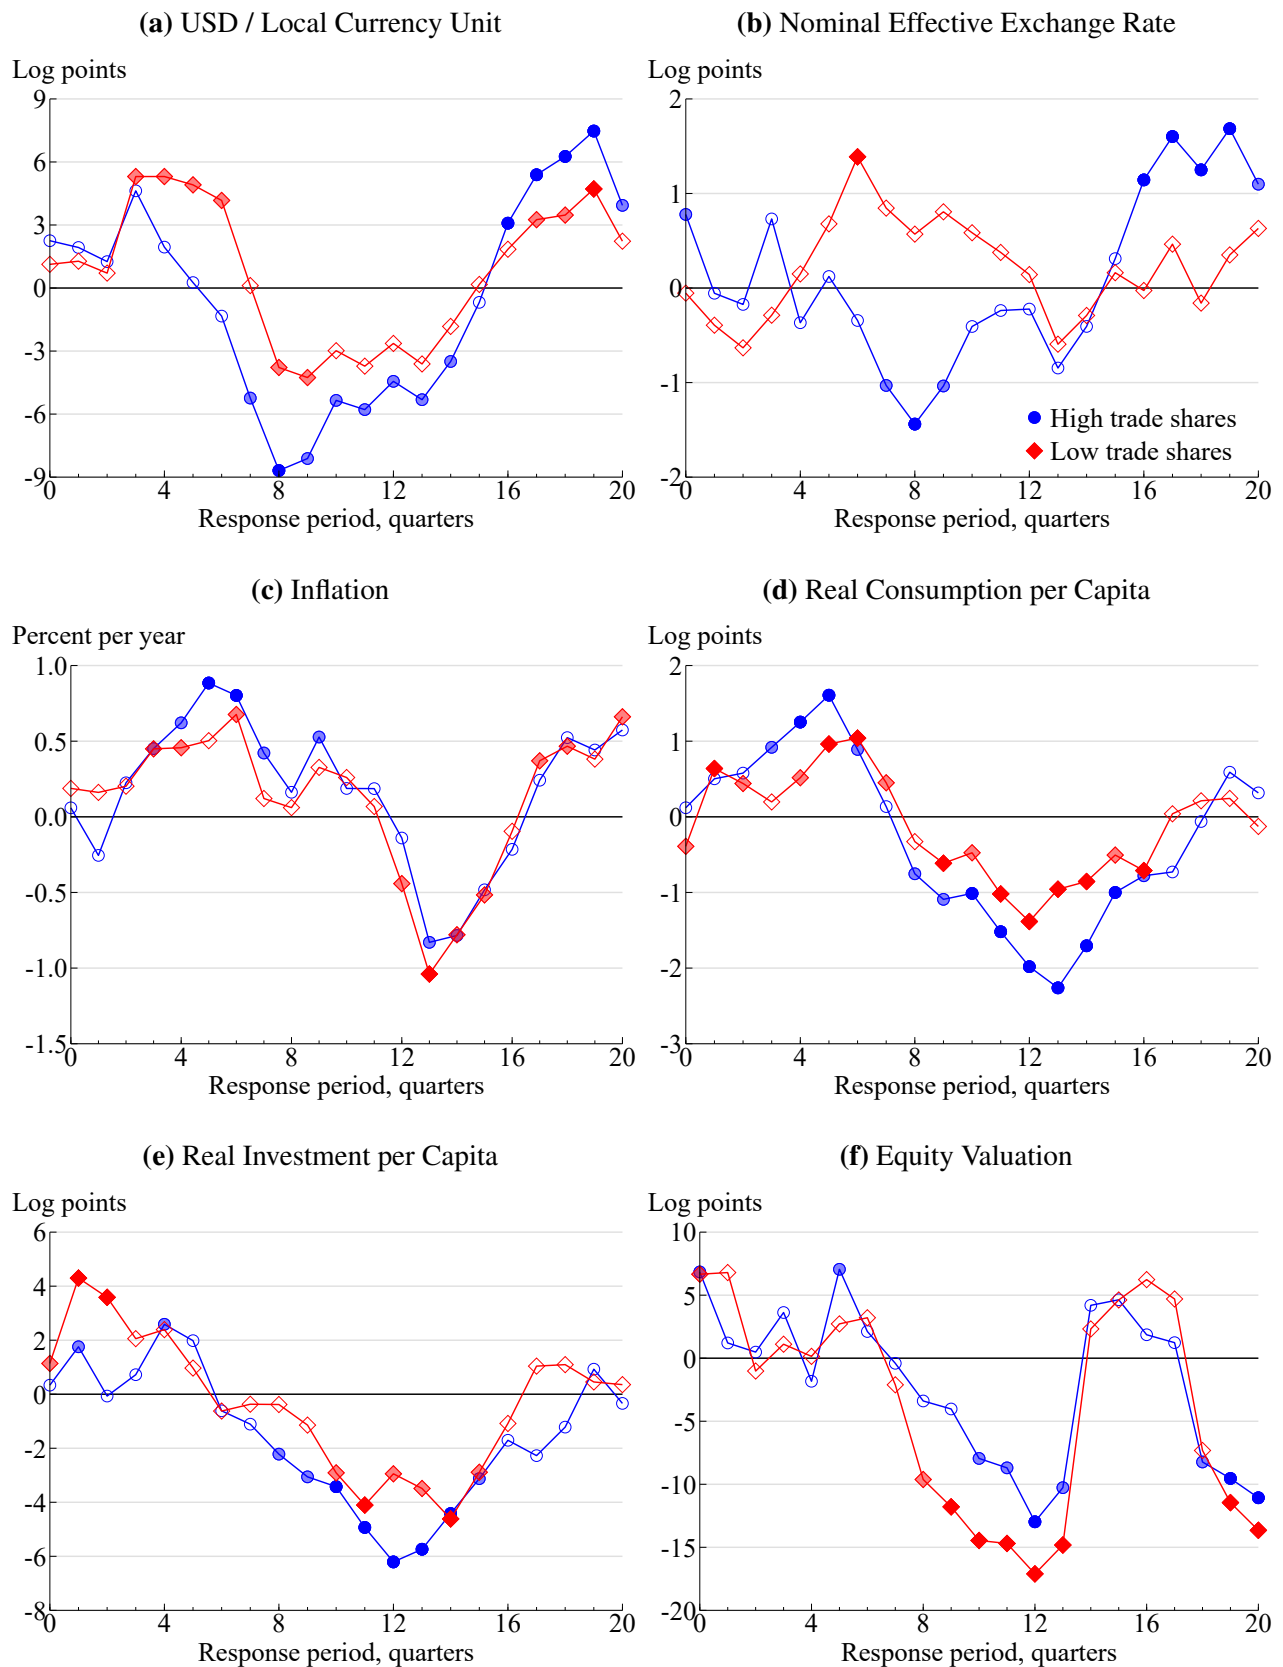 (a) USD / Local Currency Unit
Log points
9
6
3
0
-3
-6
-9
0 4 8 12 16 20
Response period, quarters
(b) Nominal Effective Exchange Rate
Log points
2
1
0
-1
-2
High trade shares
Low trade shares
0 4 8 12 16 20
Response period, quarters
(c) Inflation
Percent per year
1.0
0.5
0.0
-0.5
-1.0
-1.5
0 4 8 12 16 20
Response period, quarters
(d) Real Consumption per Capita
Log points
2
1
0
-1
-2
-3
0 4 8 12 16 20
Response period, quarters
(e) Real Investment per Capita
Log points
6
4
2
0
-2
-4
-6
-8
0 4 8 12 16 20
Response period, quarters
(f) Equity Valuation
Log points
10
5
0
-5
-10
-15
-20
0 4 8 12 16 20
Response period, quarters